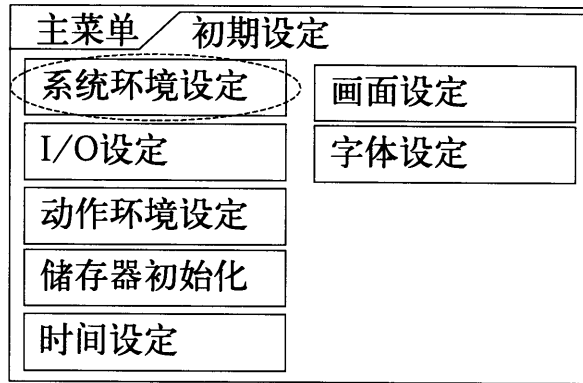 主菜单 初期设定
系统环境设定 画面设定
I/O设定 字体设定
动作环境设定
储存器初始化
时间设定